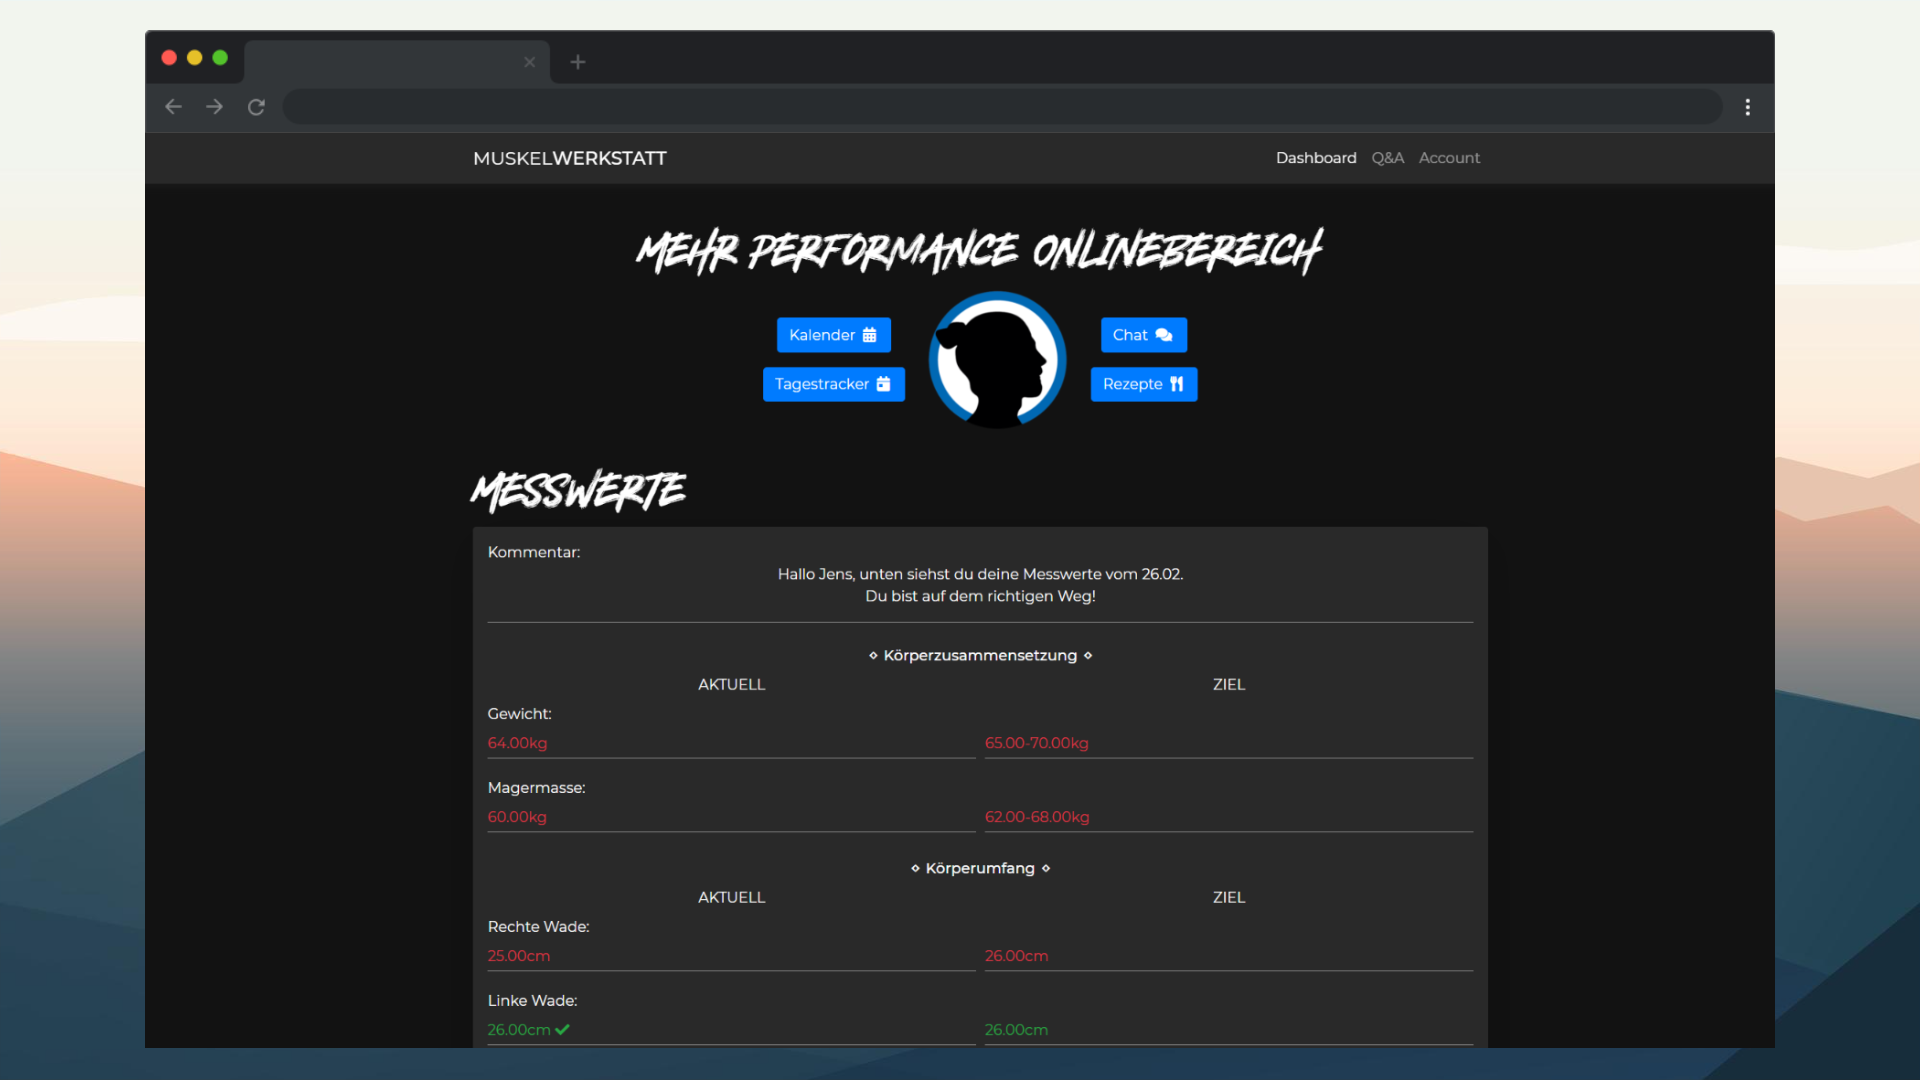 MUSKELWERKSTATT
Dashboard Q&A Account
MEHR PERFORMANCE ONLINEBEREICH
Kalender
Chat
Tagestracker
Rezepte
MESSWERTE
Kommentar:
Hallo Jens, unten siehst du deine Messwerte vom 26.02.
Du bist auf dem richtigen Weg!
⋄ Körperzusammensetzung ⋄
AKTUELL ZIEL
Gewicht:
64.00kg 65.00-70.00kg
Magermasse:
60.00kg 62.00-68.00kg
⋄ Körperumfang ⋄
AKTUELL ZIEL
Rechte Wade:
25.00cm 26.00cm
Linke Wade:
26.00cm 26.00cm